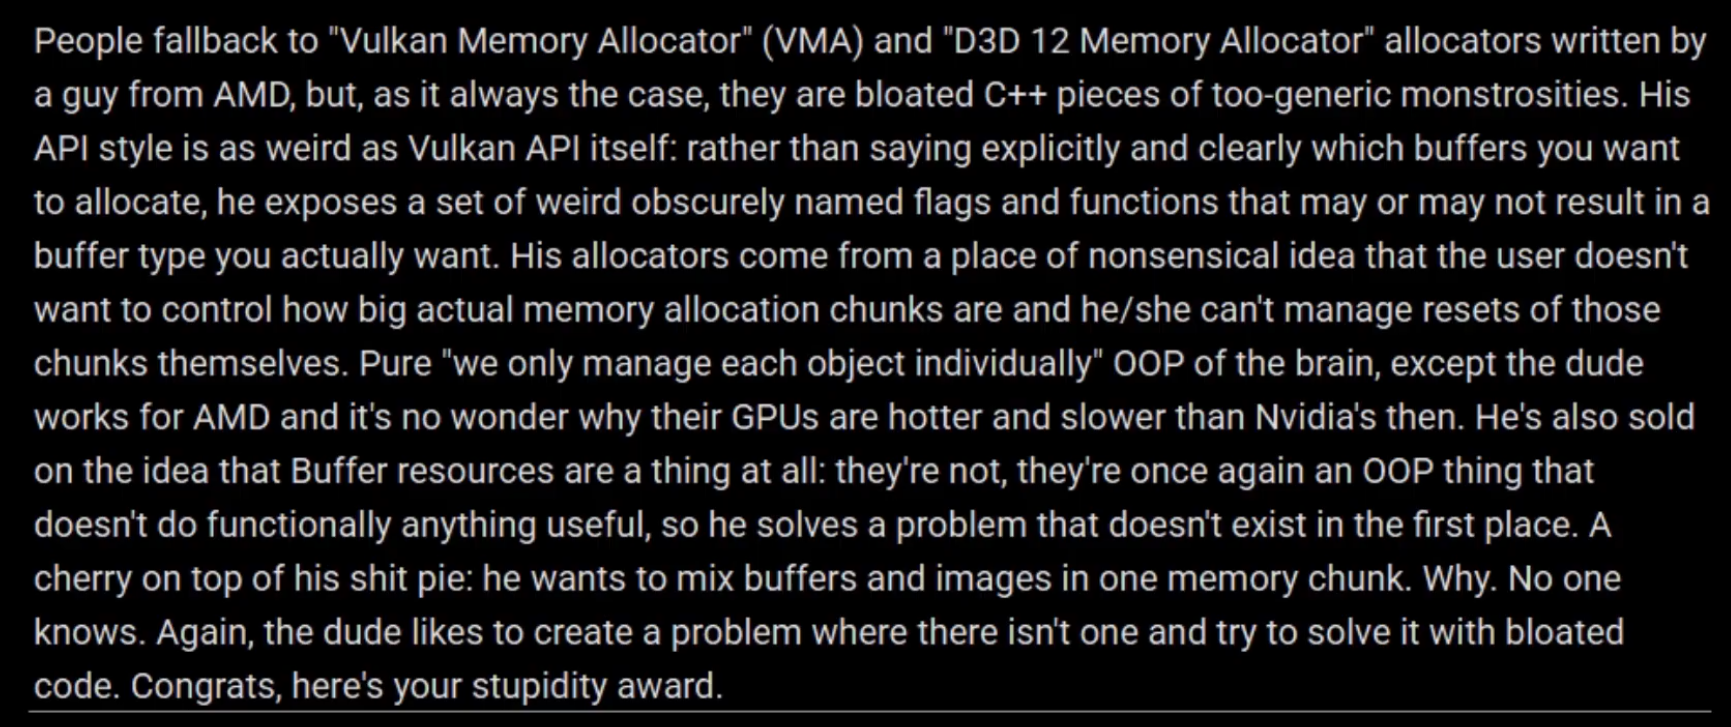 People fallback to "Vulkan Memory Allocator" (VMA) and "D3D 12 Memory Allocator" allocators written by
a guy from AMD, but, as it always the case, they are bloated C++ pieces of too-generic monstrosities. His
API style is as weird as Vulkan API itself: rather than saying explicitly and clearly which buffers you want
to allocate, he exposes a set of weird obscurely named flags and functions that may or may not result in a
buffer type you actually want. His allocators come from a place of nonsensical idea that the user doesn't
want to control how big actual memory allocation chunks are and he/she can't manage resets of those
chunks themselves. Pure "we only manage each object individually" OOP of the brain, except the dude
works for AMD and it's no wonder why their GPUs are hotter and slower than Nvidia's then. He's also sold
on the idea that Buffer resources are a thing at all: they're not, they're once again an OOP thing that
doesn't do functionally anything useful, so he solves a problem that doesn't exist in the first place. A
cherry on top of his shit pie: he wants to mix buffers and images in one memory chunk. Why. No one
knows. Again, the dude likes to create a problem where there isn't one and try to solve it with bloated
code. Congrats, here's your stupidity award.